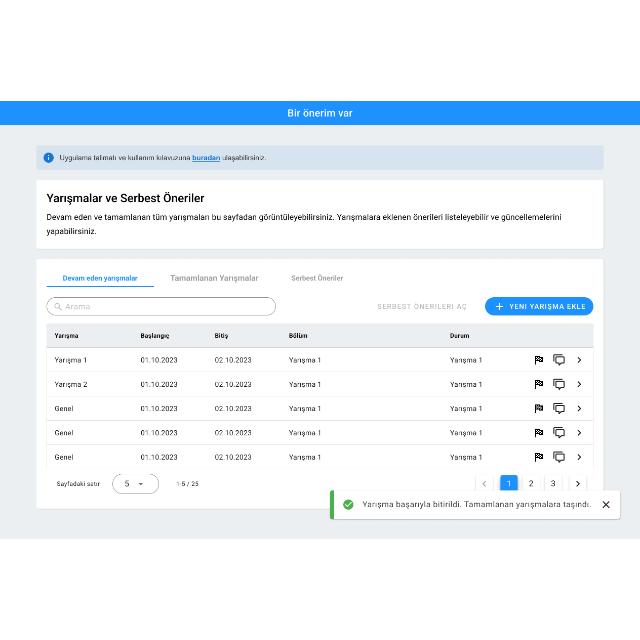 Bir önerim var
Uygulama talimatı ve kullanım kılavuzuna buradan ulaşabilirsiniz.
Yarışmalar ve Serbest Öneriler
Devam eden ve tamamlanan tüm yarışmaları bu sayfadan görüntüleyebilirsiniz. Yarışmalara eklenen önerileri listeleyebilir ve güncellemelerini
yapabilirsiniz.
Devam eden yarışmalar Tamamlanan Yarışmalar Serbest Öneriler
Arama SERBEST ÖNERİLERİ AÇ YENİ YARIŞMA EKLE
Yarışma Başlangıç Bitiş Bölüm Durum
Yarışma 1 01.10.2023 02.10.2023 Yarışma 1 Yarışma 1
Yarışma 2 01.10.2023 02.10.2023 Yarışma 1 Yarışma 1
Genel 01.10.2023 02.10.2023 Yarışma 1 Yarışma 1
Genel 01.10.2023 02.10.2023 Yarışma 1 Yarışma 1
Genel 01.10.2023 02.10.2023 Yarışma 1 Yarışma 1
Sayfadaki satır 5 1-5 / 25 1 2 3
Yarışma başarıyla bitirildi. Tamamlanan yarışmalara taşındı.